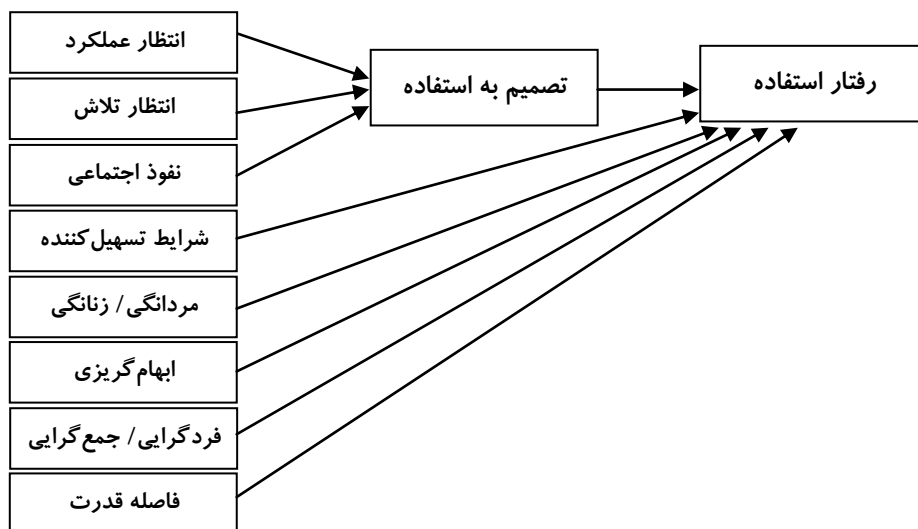 انتظار عملکرد
انتظار تلاش
نفوذ اجتماعی
شرایط تسهیل‌کننده
مردانگی/ زنانگی
ابهام‌گریزی
فردگرایی/ جمع‌گرایی
فاصله قدرت
تصمیم به استفاده
رفتار استفاده